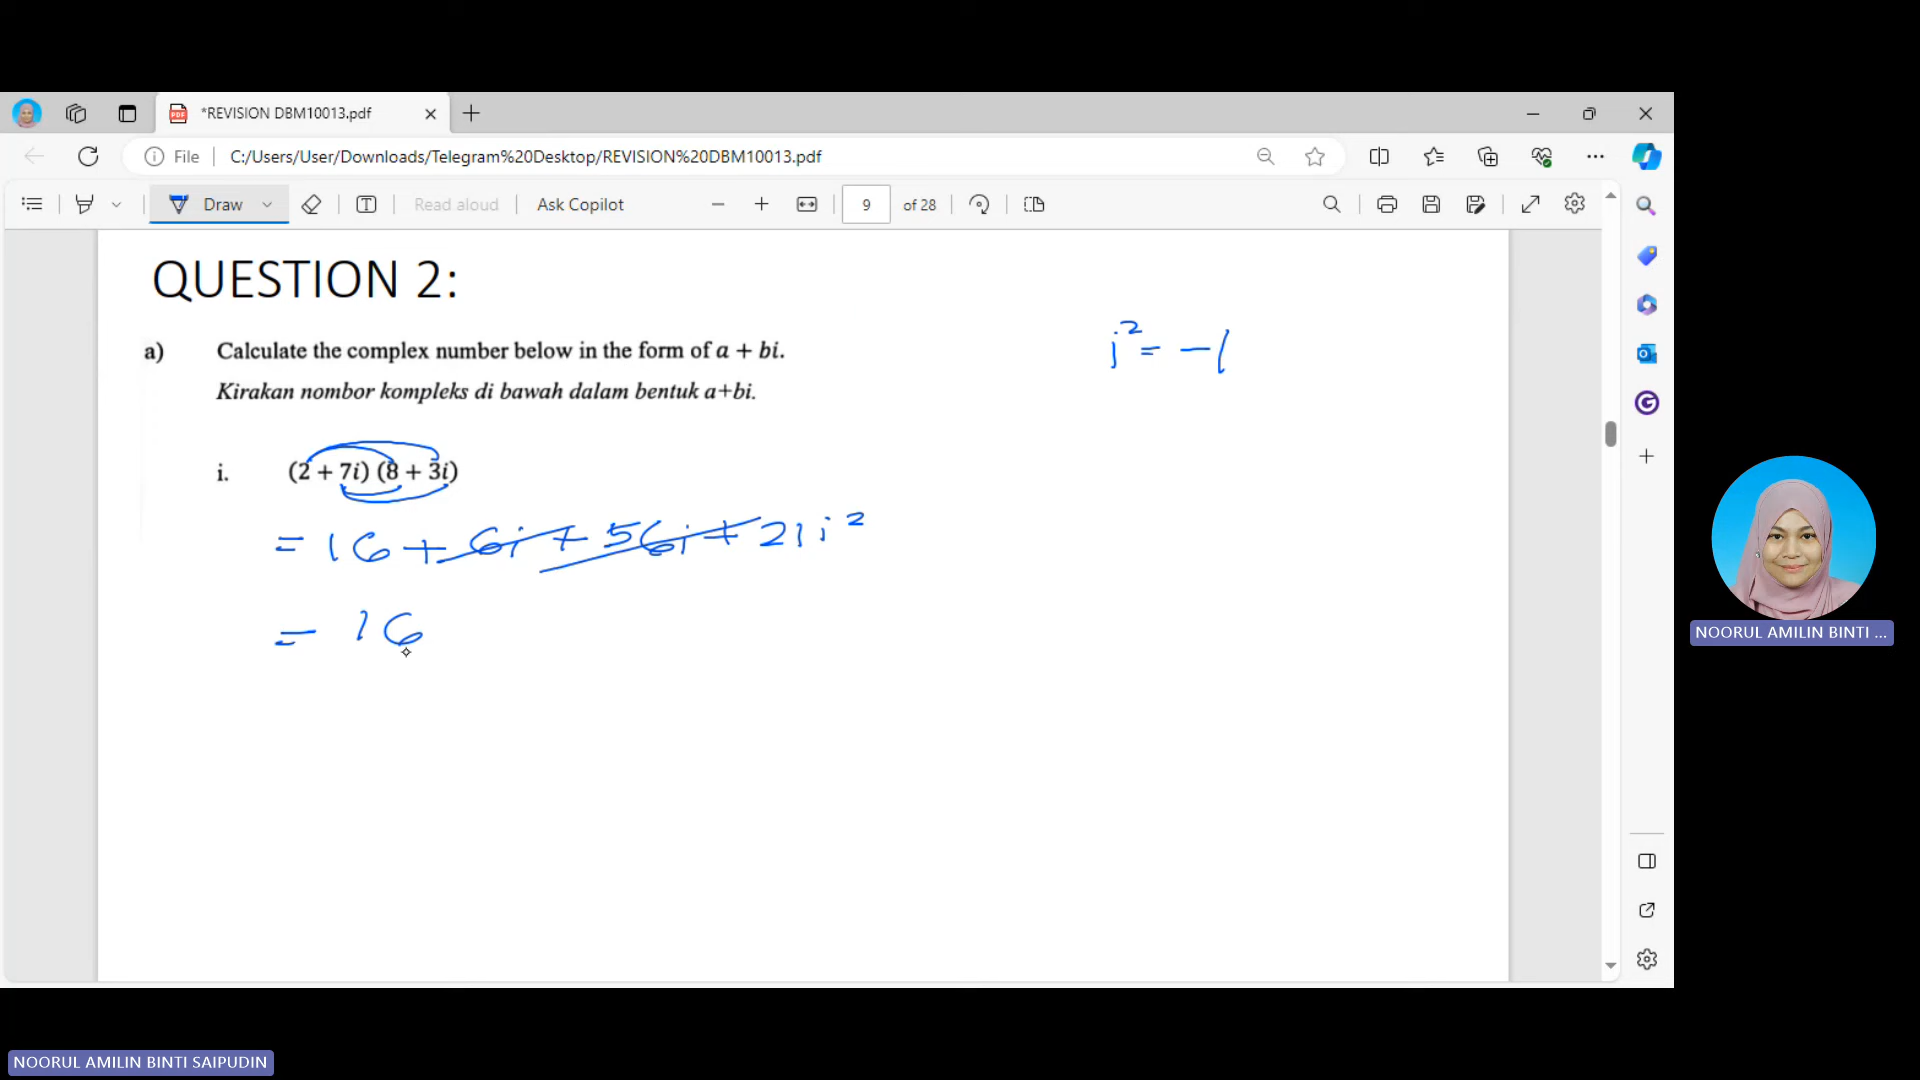 *REVISION DBM10013.pdf
File
C:/Users/User/Downloads/Telegram%20Desktop/REVISION%20DBM10013.pdf
Draw
Read aloud
Ask Copilot
9 of 28
QUESTION 2:
a) Calculate the complex number below in the form of a + bi.
Kirakan nombor kompleks di bawah dalam bentuk a+bi.
i² = -1
i. (2 + 7i) (8 + 3i)
= 16 + 6i + 56i + 21i²
= 16
NOORUL AMILIN BINTI ...
NOORUL AMILIN BINTI SAIPUDIN